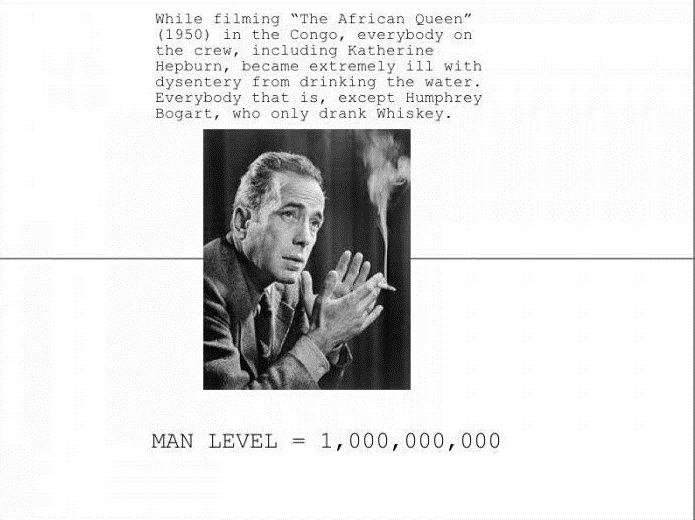 While filming “The African Queen”
(1950) in the Congo, everybody on
the crew, including Katherine
Hepburn, became extremely ill with
dysentery from drinking the water.
Everybody that is, except Humphrey
Bogart, who only drank Whiskey.
MAN LEVEL = 1,000,000,000